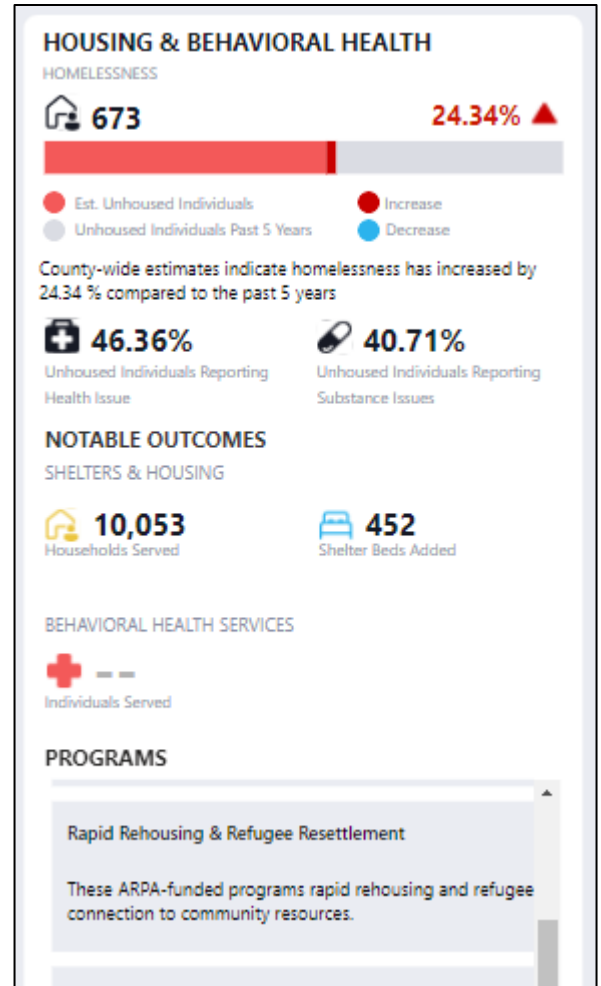 HOUSING & BEHAVIORAL HEALTH
HOMELESSNESS
673 24.34%
Est. Unhoused Individuals Increase
Unhoused Individuals Past 5 Years Decrease
County-wide estimates indicate homelessness has increased by
24.34 % compared to the past 5 years
46.36% 40.71%
Unhoused Individuals Reporting Unhoused Individuals Reporting
Health Issue Substance Issues
NOTABLE OUTCOMES
SHELTERS & HOUSING
10,053 452
Households Served Shelter Beds Added
BEHAVIORAL HEALTH SERVICES
--
Individuals Served
PROGRAMS
Rapid Rehousing & Refugee Resettlement
These ARPA-funded programs rapid rehousing and refugee
connection to community resources.